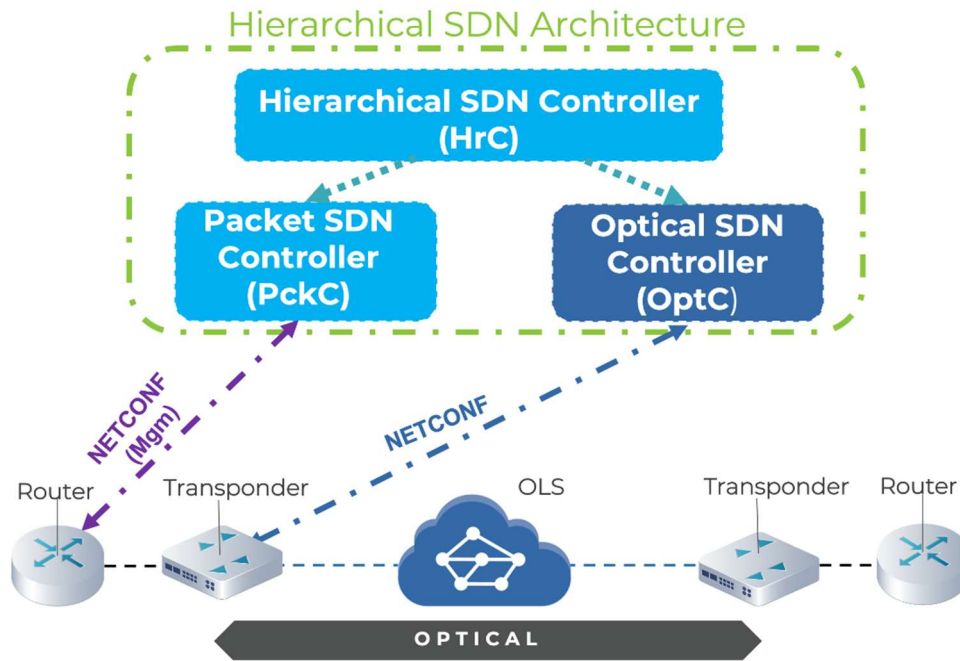 Hierarchical SDN Architecture
Hierarchical SDN Controller
(HrC)
Packet SDN
Controller
(PckC)
Optical SDN
Controller
(OptC)
NETCONF
(Mgm)
NETCONF
Router
Transponder
OLS
Transponder
Router
OPTICAL